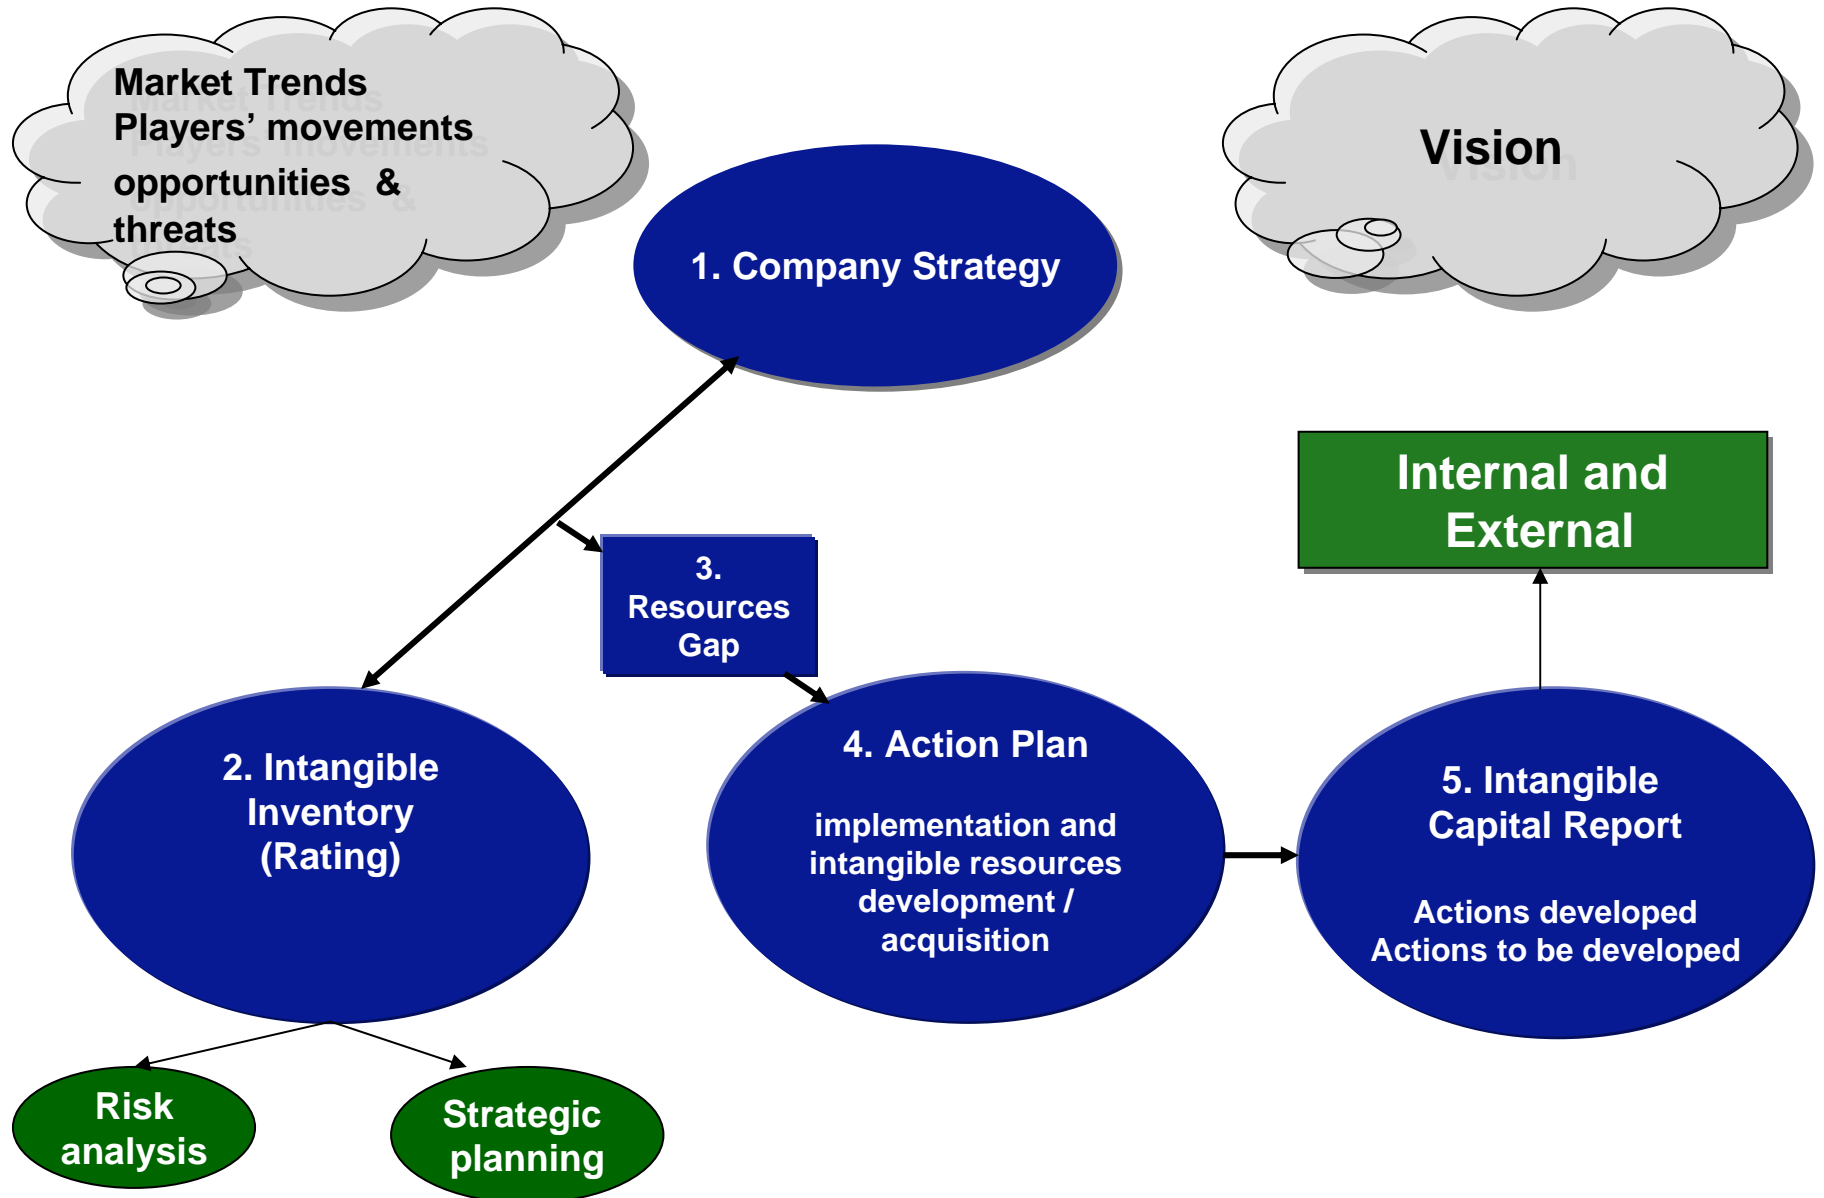 Market Trends
Players’ movements
opportunities &
threats
Vision
1. Company Strategy
Internal and
External
3.
Resources
Gap
2. Intangible
Inventory
(Rating)
4. Action Plan
implementation and
intangible resources
development /
acquisition
5. Intangible
Capital Report
Actions developed
Actions to be developed
Risk
analysis
Strategic
planning